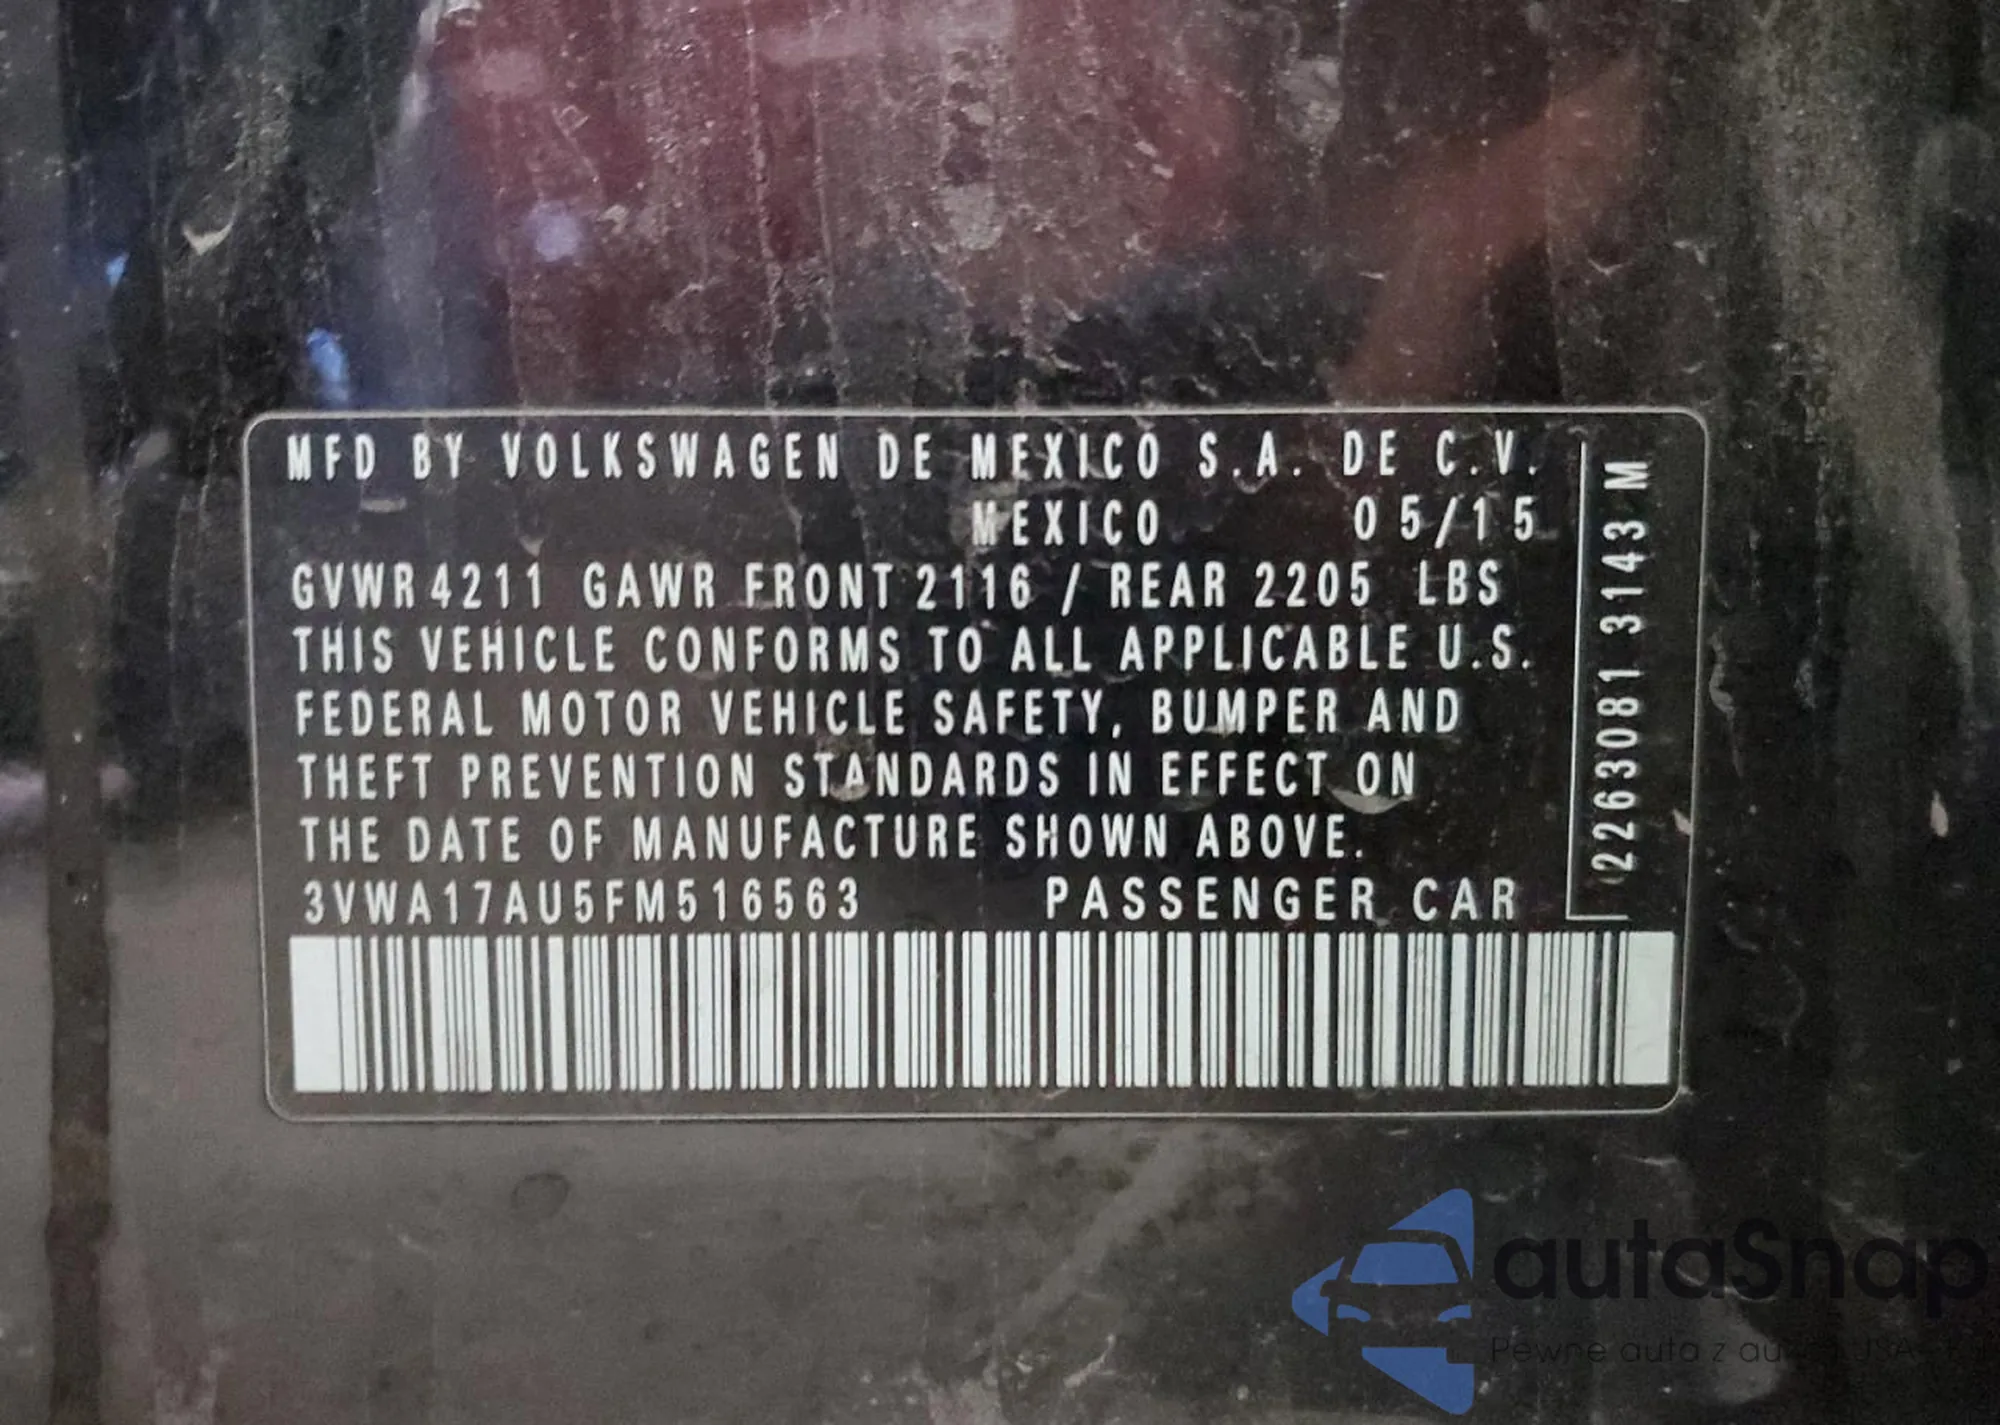 MFD BY VOLKSWAGEN DE MEXICO S.A. DE C.V.
MEXICO 05/15
GVWR 4211 GAWR FRONT 2116 / REAR 2205 LBS
THIS VEHICLE CONFORMS TO ALL APPLICABLE U.S.
FEDERAL MOTOR VEHICLE SAFETY, BUMPER AND
THEFT PREVENTION STANDARDS IN EFFECT ON
THE DATE OF MANUFACTURE SHOWN ABOVE.
3VWA17AU5FM516563 PASSENGER CAR
2263081 3143 M
autaSnap
Pewne auta z